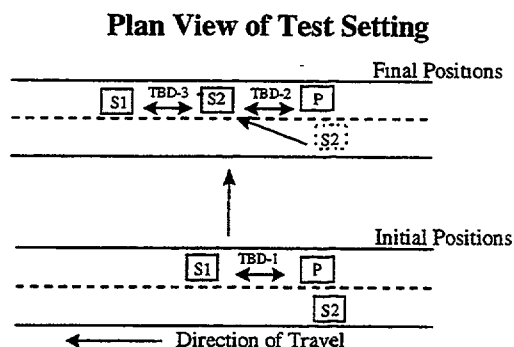 Plan View of Test Setting
Final Positions
S1 TBD-3 S2 TBD-2 P
S2
Initial Positions
S1 TBD-1 P
S2
Direction of Travel